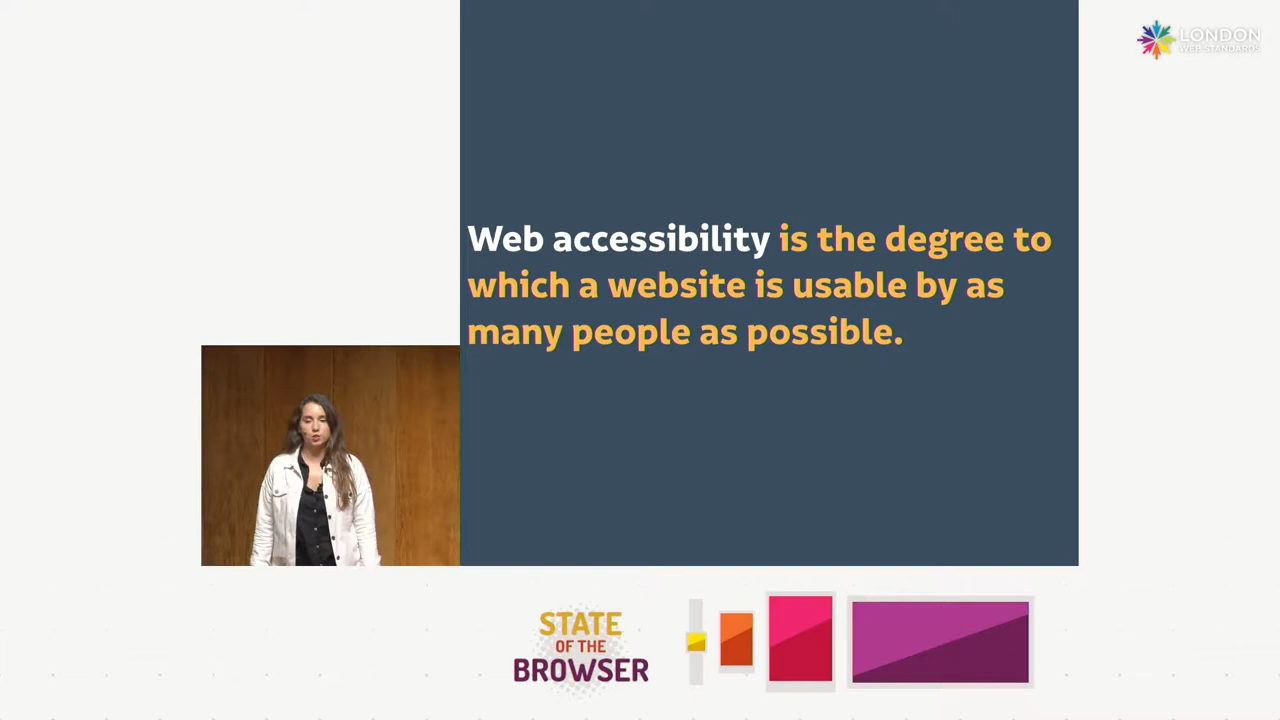 LONDON
WEB STANDARDS
Web accessibility is the degree to
which a website is usable by as
many people as possible.
STATE
OF THE
BROWSER